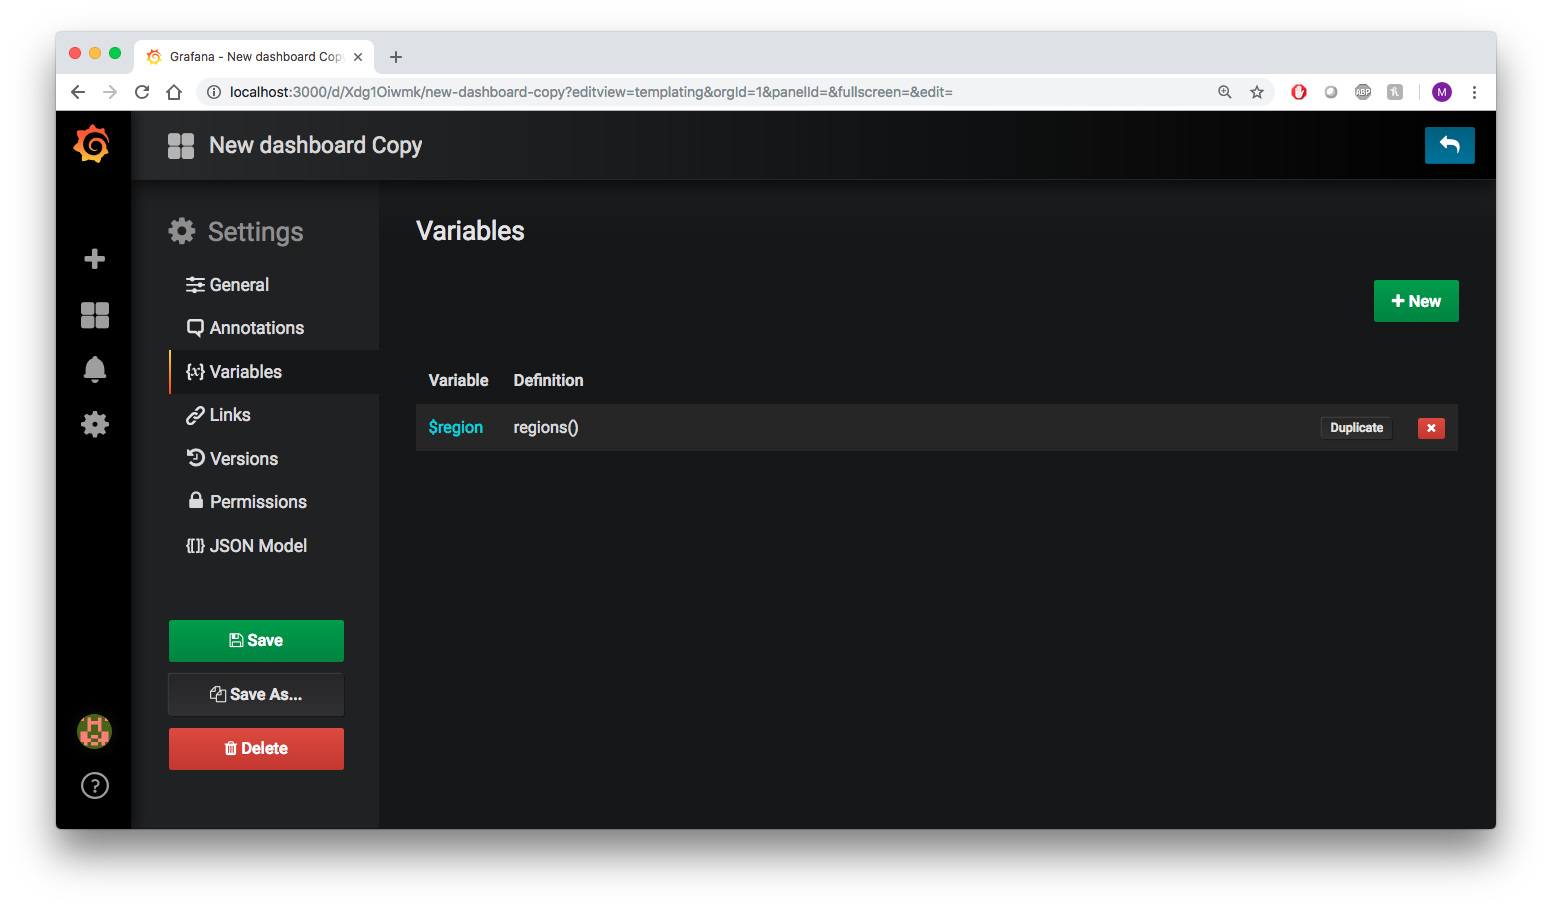 Grafana - New dashboard Cop
localhost:3000/d/Xdg1Oiwmk/new-dashboard-copy?editview=templating&orgId=1&panelId=&fullscreen=&edit=
ABP
M
New dashboard Copy
Settings
General
Annotations
{x} Variables
Links
Versions
Permissions
{[]} JSON Model
Save
Save As...
Delete
?
Variables
+ New
Variable Definition
$region regions() Duplicate